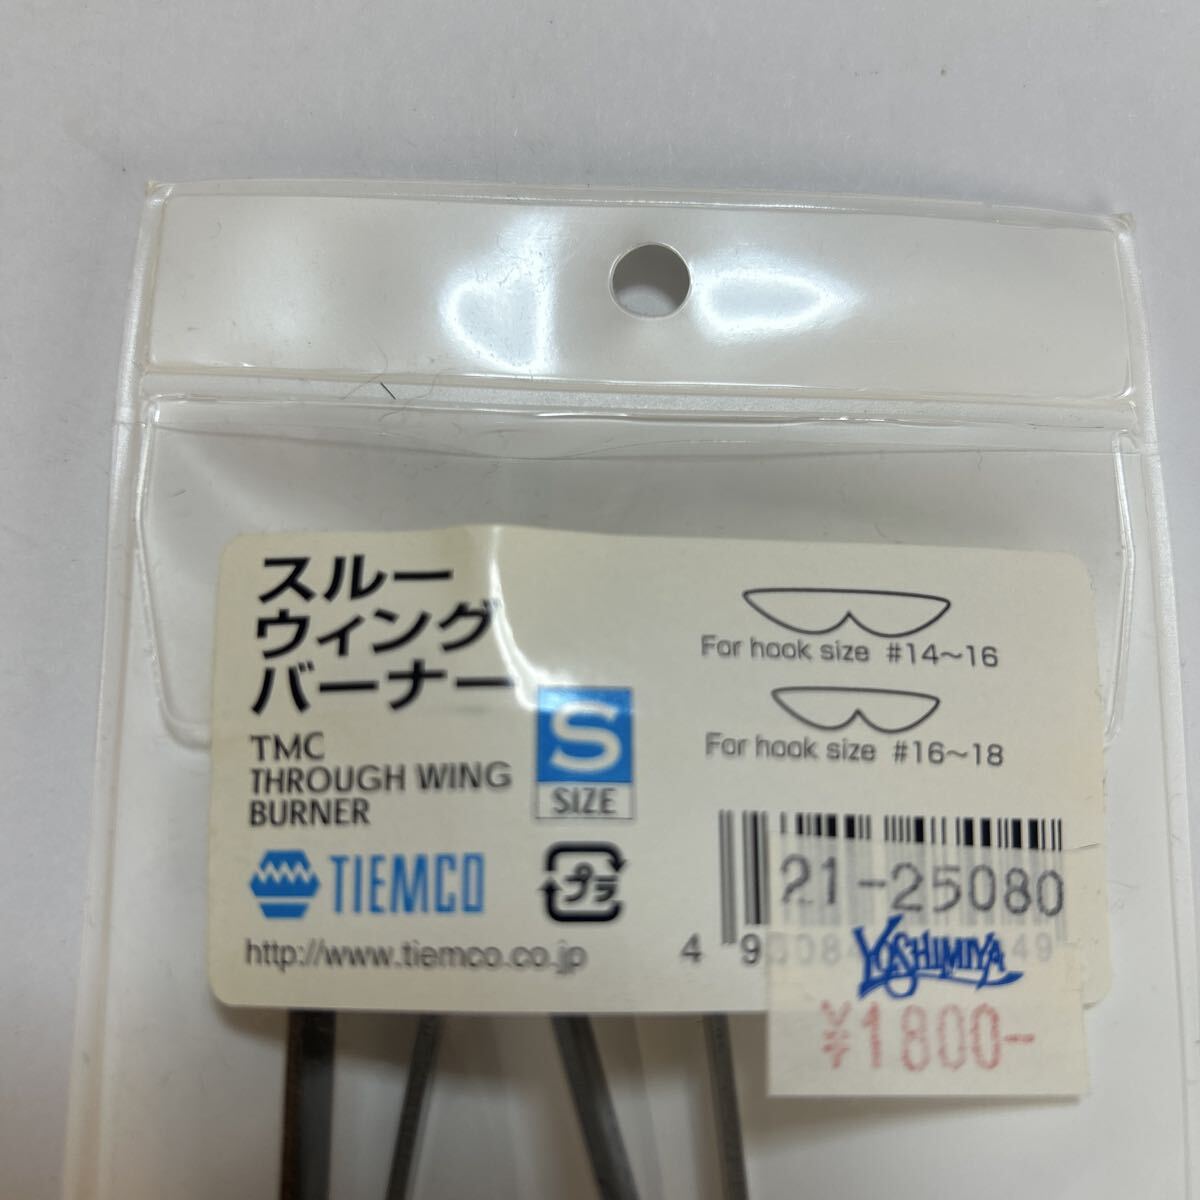 スルー
ウィング
バーナー
TMC
THROUGH WING
BURNER
S
SIZE
TIEMCO
プラ
http://www.tiemco.co.jp
For hook size #14～16
For hook size #16～18
21-25080
4
YOSHIMIYA
¥1800-